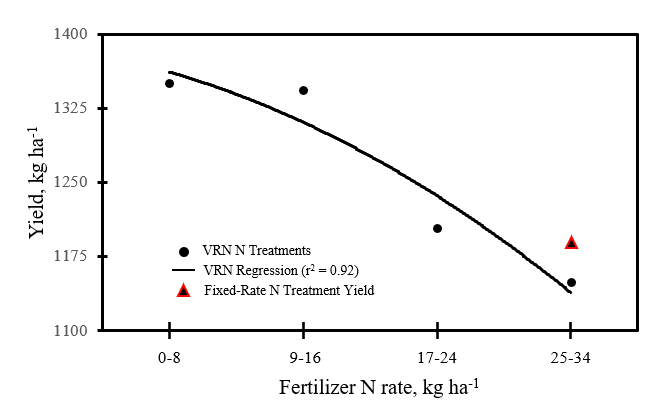 1400
1325
1250
1175
1100
Yield, kg ha⁻¹
VRN N Treatments
VRN Regression (r² = 0.92)
Fixed-Rate N Treatment Yield
0-8 9-16 17-24 25-34
Fertilizer N rate, kg ha⁻¹